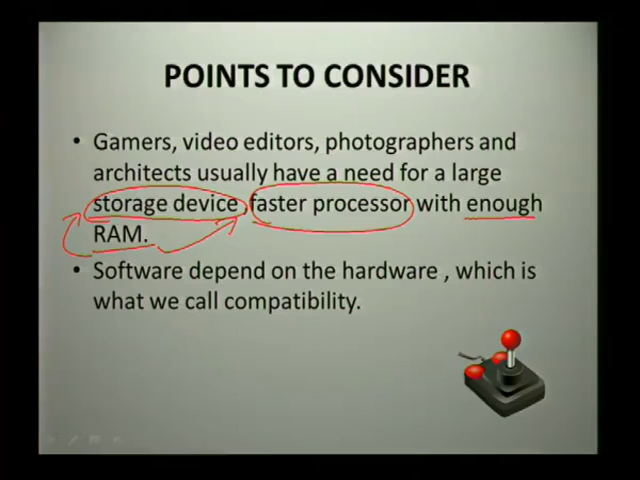 POINTS TO CONSIDER
• Gamers, video editors, photographers and
architects usually have a need for a large
storage device ,faster processor with enough
RAM.
• Software depend on the hardware , which is
what we call compatibility.